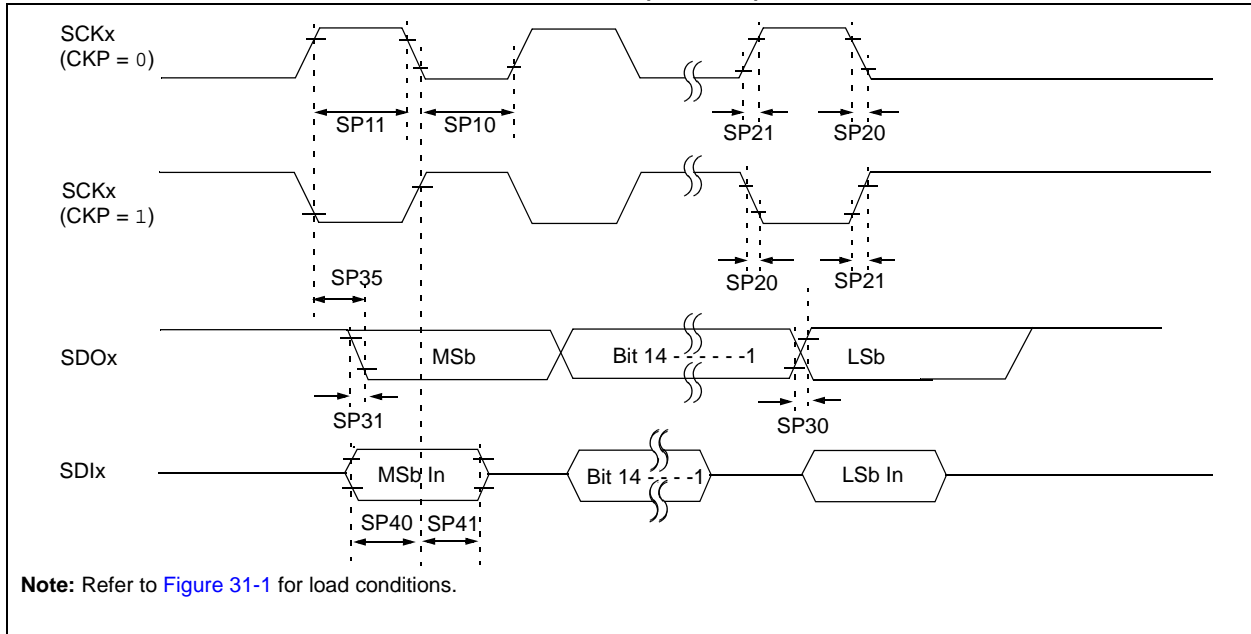 SCKx
(CKP = 0)
SP11
SP10
SP21
SP20
SCKx
(CKP = 1)
SP35
SP20
SP21
SDOx
MSb
Bit 14 - - - - - -1
LSb
SP31
SP30
SDIx
MSb In
Bit 14 - - - - -1
LSb In
SP40
SP41
Note: Refer to Figure 31-1 for load conditions.